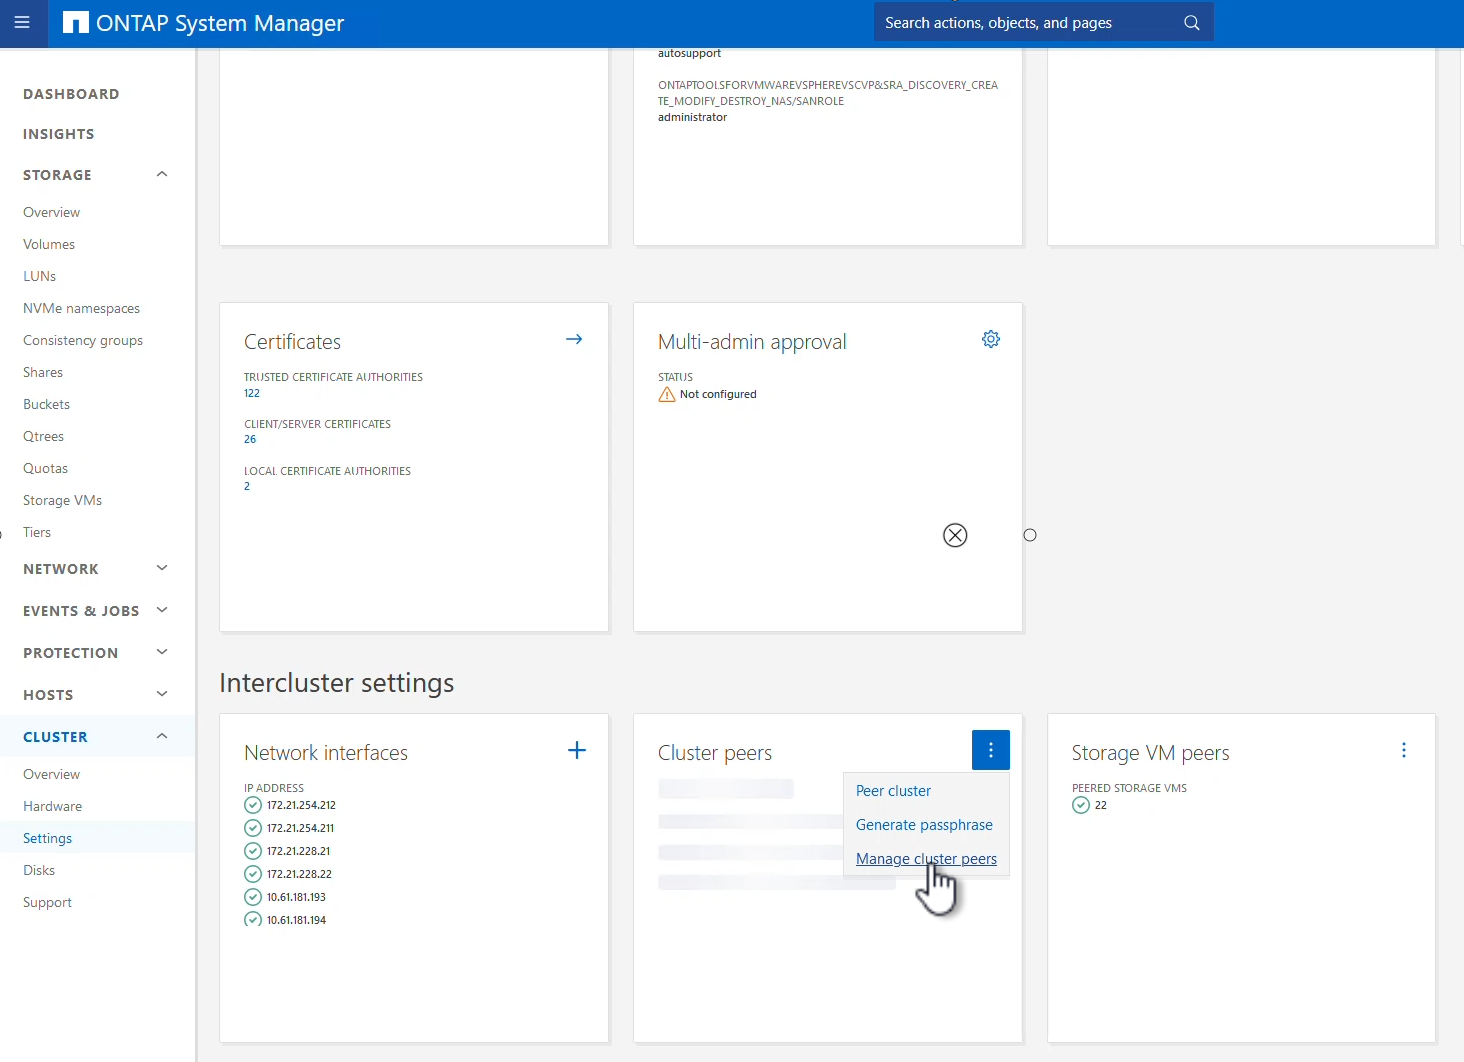 ONTAP System Manager
Search actions, objects, and pages
DASHBOARD
INSIGHTS
STORAGE
Overview
Volumes
LUNs
NVMe namespaces
Consistency groups
Shares
Buckets
Qtrees
Quotas
Storage VMs
Tiers
NETWORK
EVENTS & JOBS
PROTECTION
HOSTS
CLUSTER
Overview
Hardware
Settings
Disks
Support
autosupport
ONTAPTOOLSFORVMWAREVSPHEREVSCVP&SRA_DISCOVERY_CREA
TE_MODIFY_DESTROY_NAS/SANROLE
administrator
Certificates
TRUSTED CERTIFICATE AUTHORITIES
122
CLIENT/SERVER CERTIFICATES
26
LOCAL CERTIFICATE AUTHORITIES
2
Multi-admin approval
STATUS
Not configured
Intercluster settings
Network interfaces
IP ADDRESS
172.21.254.212
172.21.254.211
172.21.228.21
172.21.228.22
10.61.181.193
10.61.181.194
Cluster peers
Peer cluster
Generate passphrase
Manage cluster peers
Storage VM peers
PEERED STORAGE VMS
22